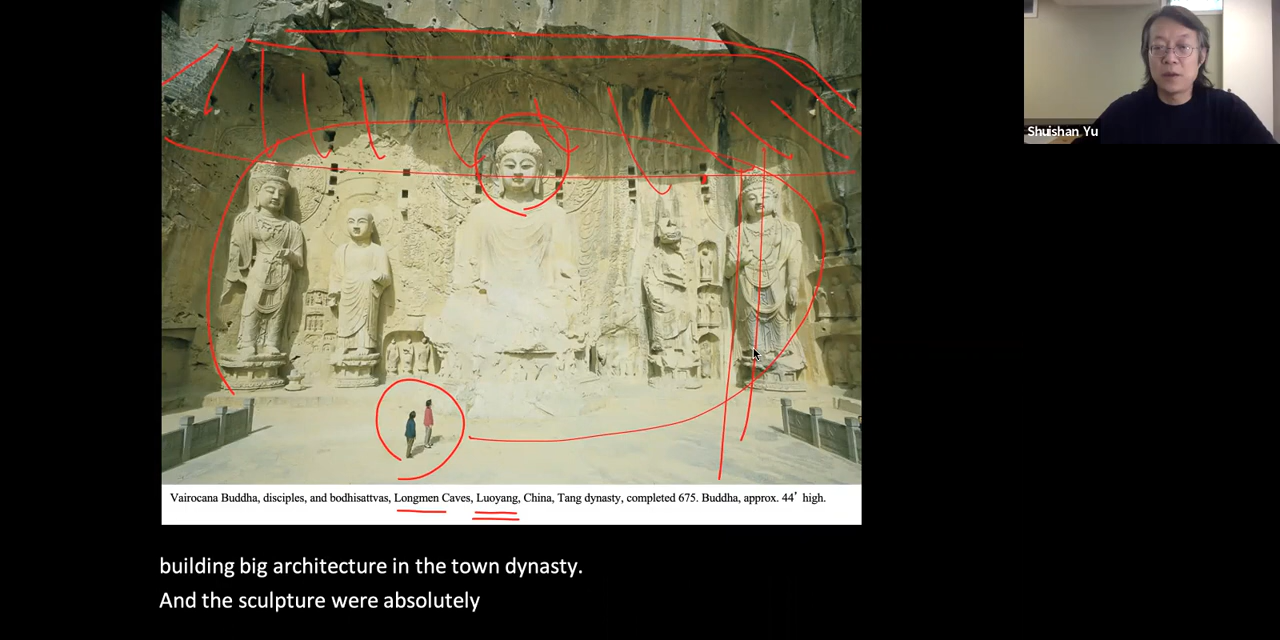 Shuishan Yu
Vairocana Buddha, disciples, and bodhisattvas, Longmen Caves, Luoyang, China, Tang dynasty, completed 675. Buddha, approx. 44' high.
building big architecture in the town dynasty.
And the sculpture were absolutely